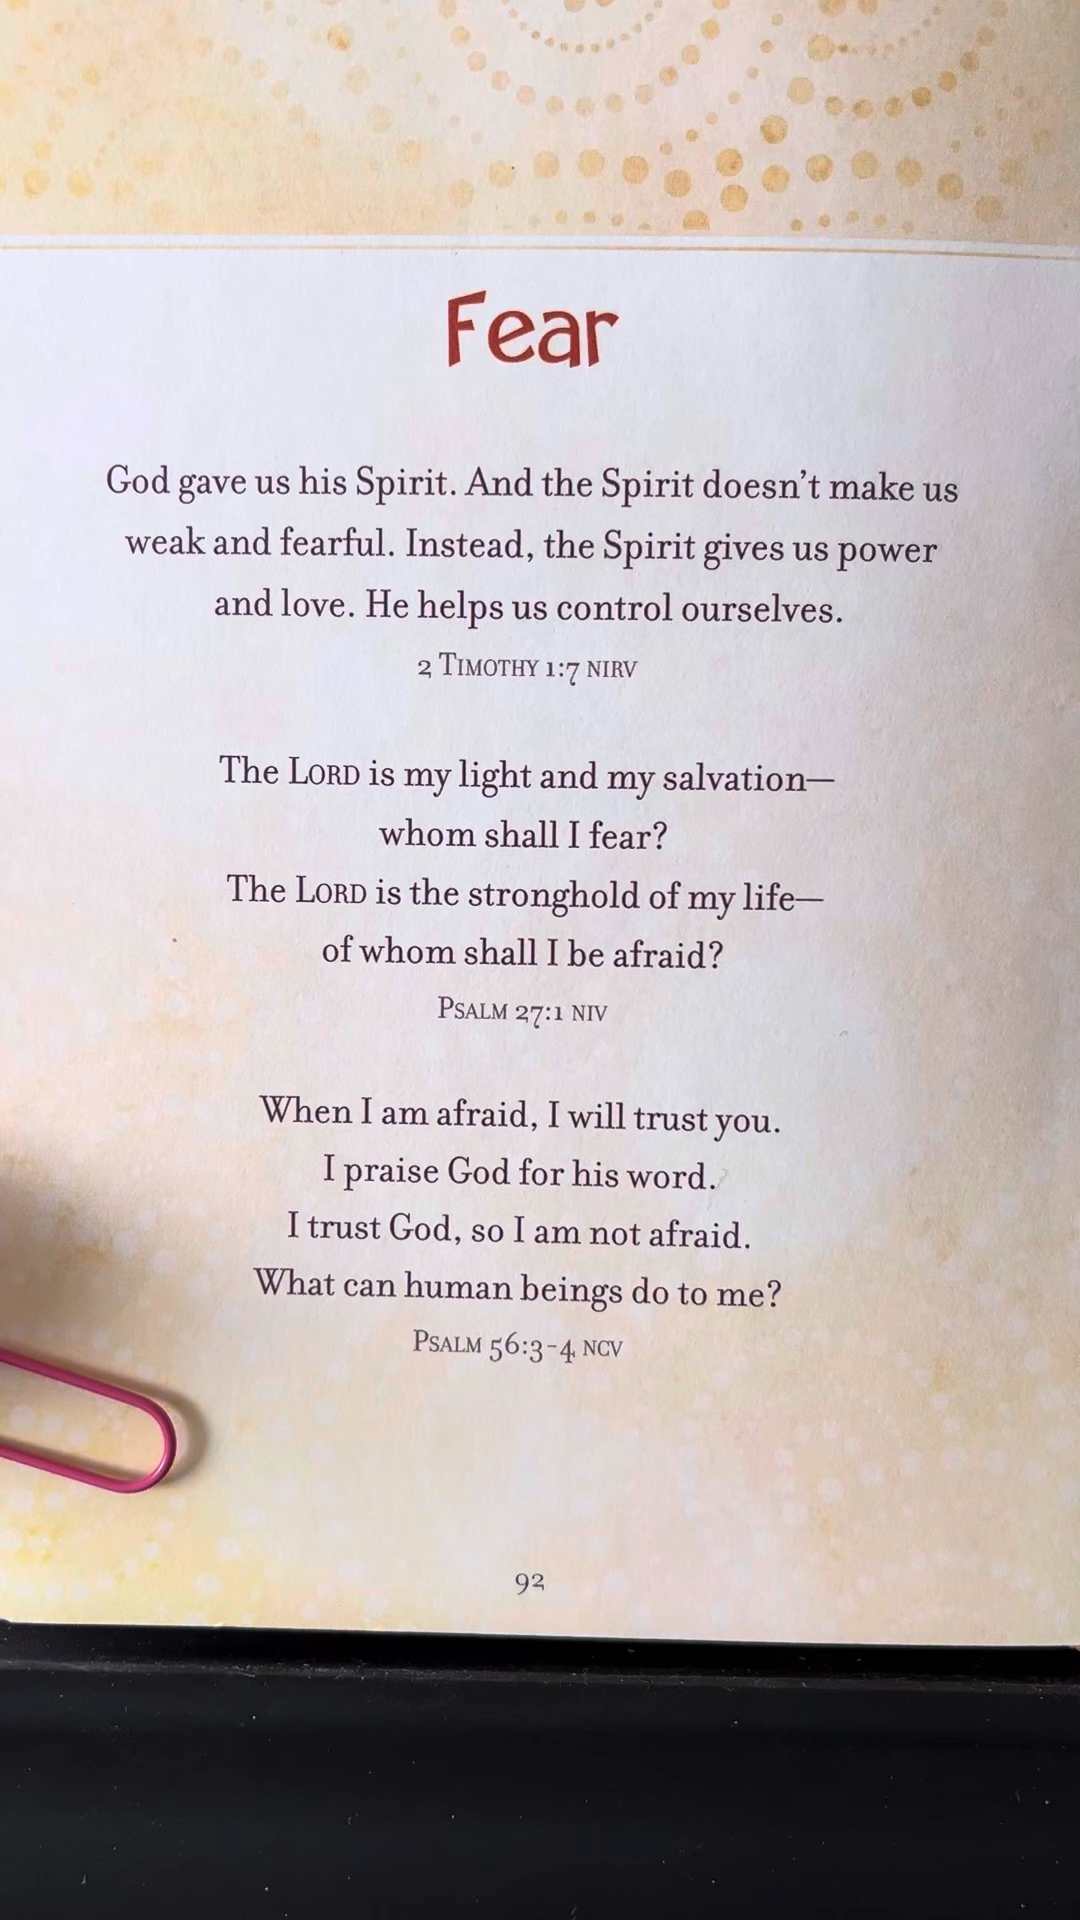 Fear
God gave us his Spirit. And the Spirit doesn’t make us
weak and fearful. Instead, the Spirit gives us power
and love. He helps us control ourselves.
2 Timothy 1:7 NIRV
The Lord is my light and my salvation—
whom shall I fear?
The Lord is the stronghold of my life—
of whom shall I be afraid?
Psalm 27:1 NIV
When I am afraid, I will trust you.
I praise God for his word.
I trust God, so I am not afraid.
What can human beings do to me?
Psalm 56:3-4 NCV
92